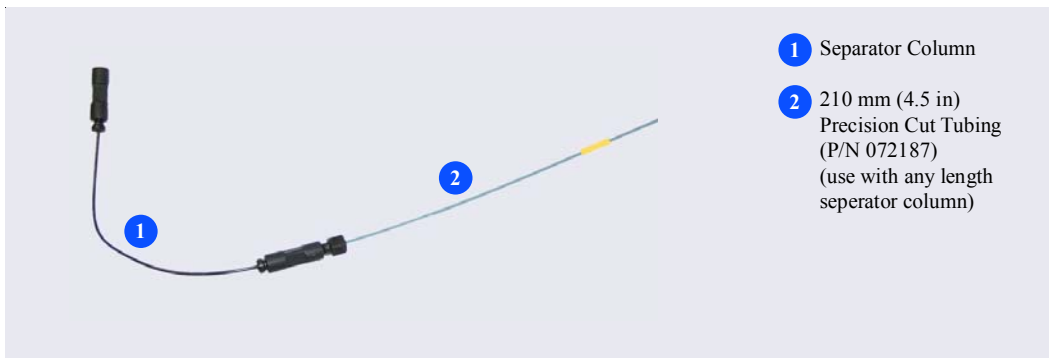 1 Separator Column
2 210 mm (4.5 in)
Precision Cut Tubing
(P/N 072187)
(use with any length
seperator column)
2
1